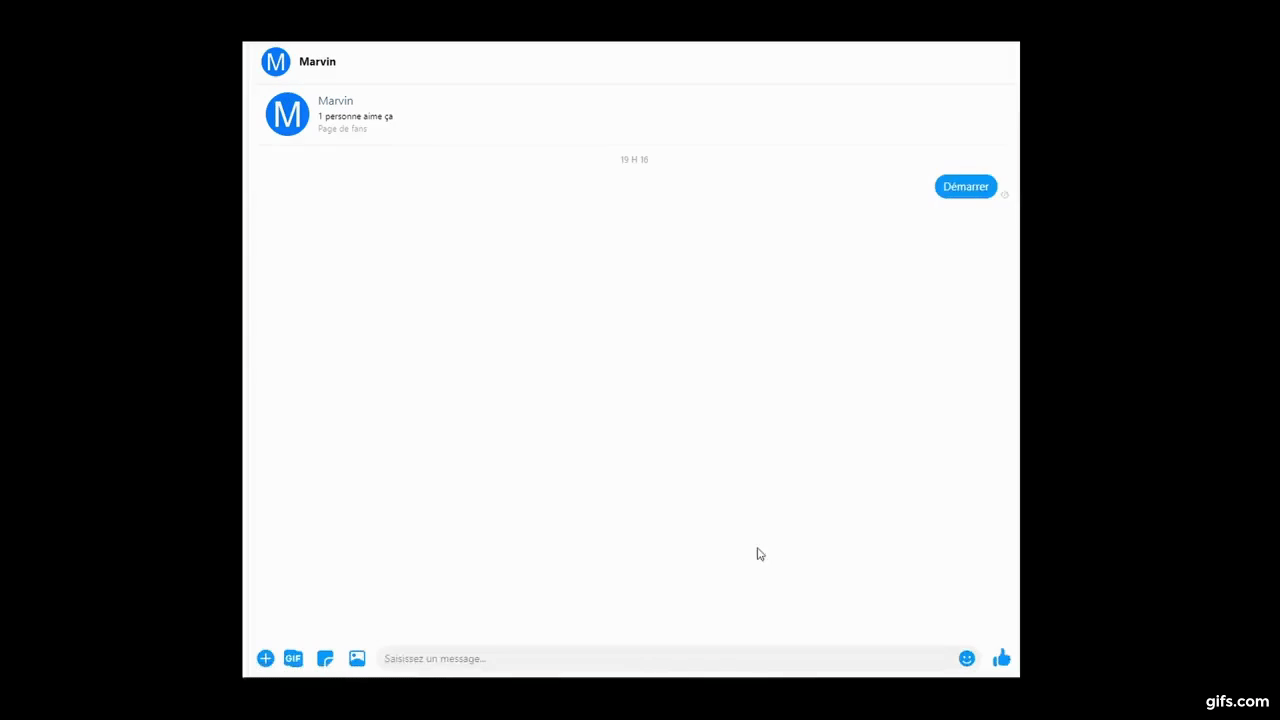 M Marvin
M Marvin
1 personne aime ça
Page de fans
19 H 16
Démarrer
GIF Saisissez un message...
gifs.com